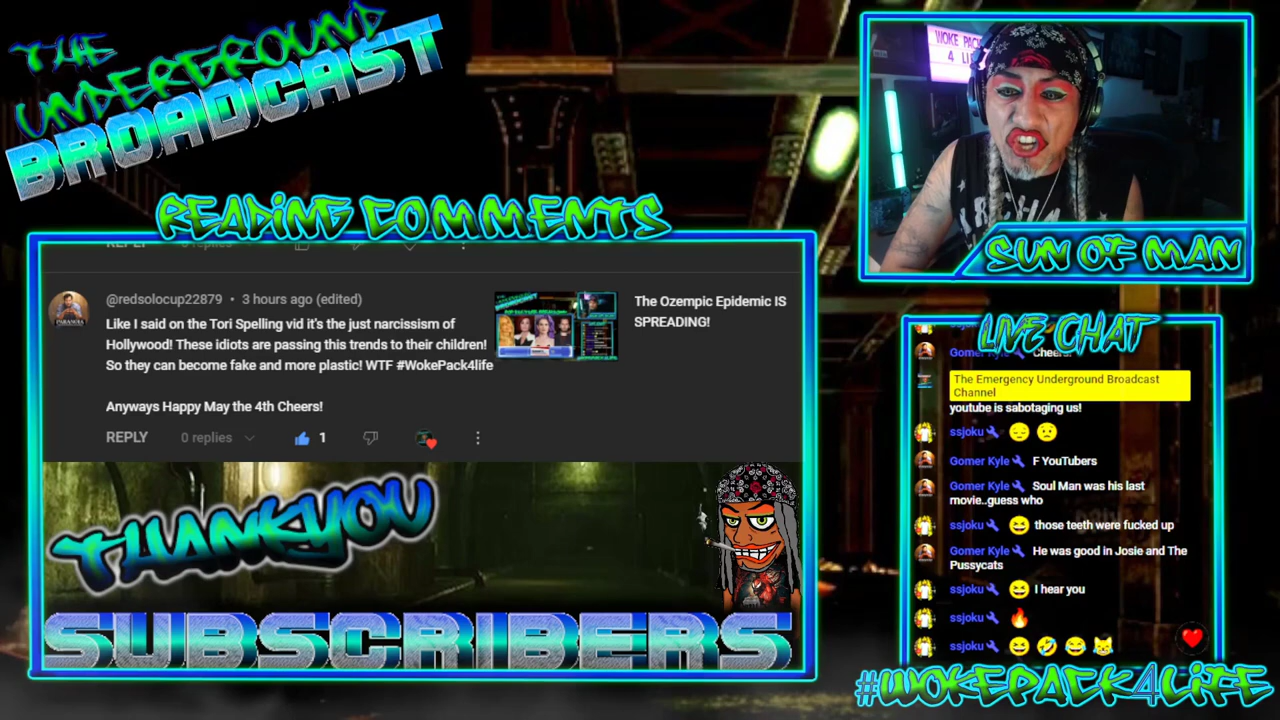 THE
UNDERGROUND
BROADCAST
READING COMMENTS
REPLY 0 replies
@redsolocup22879 • 3 hours ago (edited)
Like I said on the Tori Spelling vid it's the just narcissism of
Hollywood! These idiots are passing this trends to their children!
So they can become fake and more plastic! WTF #WokePack4life
Anyways Happy May the 4th Cheers!
REPLY 0 replies 1
The Ozempic Epidemic IS
SPREADING!
THANKYOU
SUBSCRIBERS
WOKE PAC
4 LI
SUN OF MAN
LIVE CHAT
Gomer Kyle Cheers!
The Emergency Underground Broadcast
Channel
youtube is sabotaging us!
ssjoku 😔 😟
Gomer Kyle F YouTubers
Gomer Kyle Soul Man was his last
movie..guess who
ssjoku 😆 those teeth were fucked up
Gomer Kyle He was good in Josie and The
Pussycats
ssjoku 😆 I hear you
ssjoku 🔥
ssjoku 😆 🤣 😂 😹
#WOKEPACK4LIFE